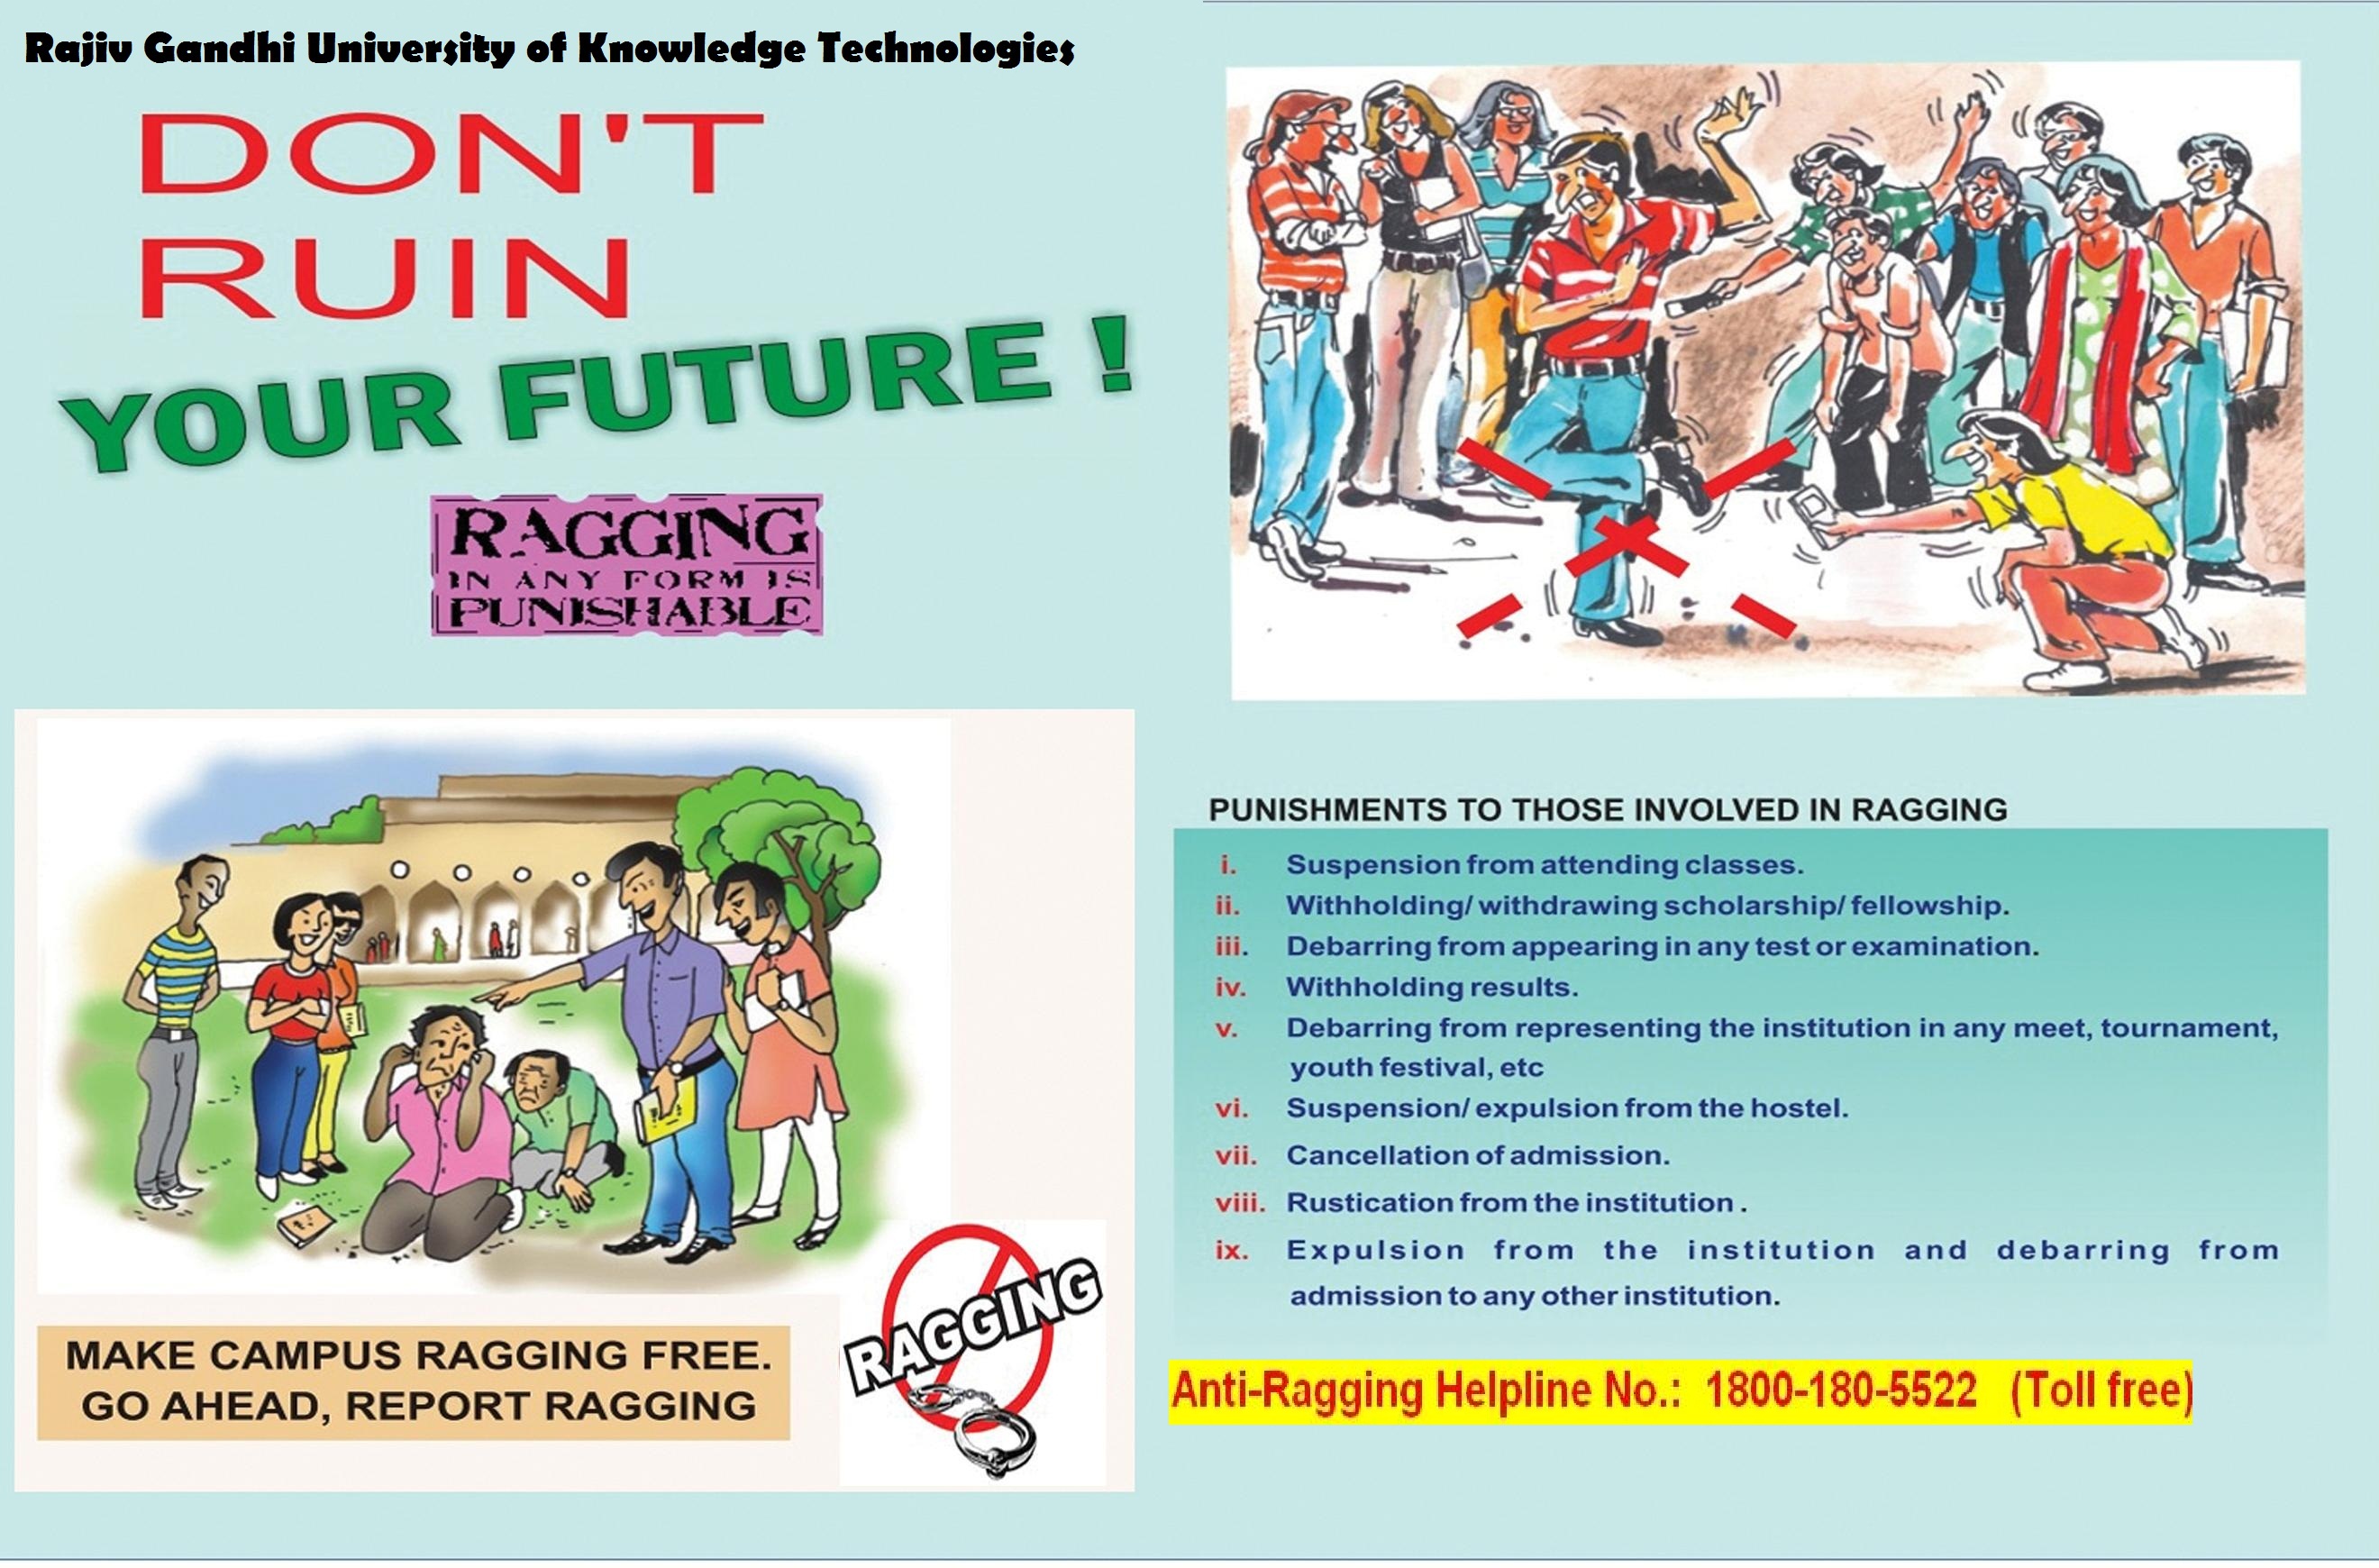 Rajiv Gandhi University of Knowledge Technologies
DON'T
RUIN
YOUR FUTURE !
RAGGING
IN ANY FORM IS
PUNISHABLE
MAKE CAMPUS RAGGING FREE.
GO AHEAD, REPORT RAGGING
RAGGING
PUNISHMENTS TO THOSE INVOLVED IN RAGGING
i. Suspension from attending classes.
ii. Withholding/ withdrawing scholarship/ fellowship.
iii. Debarring from appearing in any test or examination.
iv. Withholding results.
v. Debarring from representing the institution in any meet, tournament,
youth festival, etc
vi. Suspension/ expulsion from the hostel.
vii. Cancellation of admission.
viii. Rustication from the institution .
ix. Expulsion from the institution and debarring from
admission to any other institution.
Anti-Ragging Helpline No.: 1800-180-5522 (Toll free)